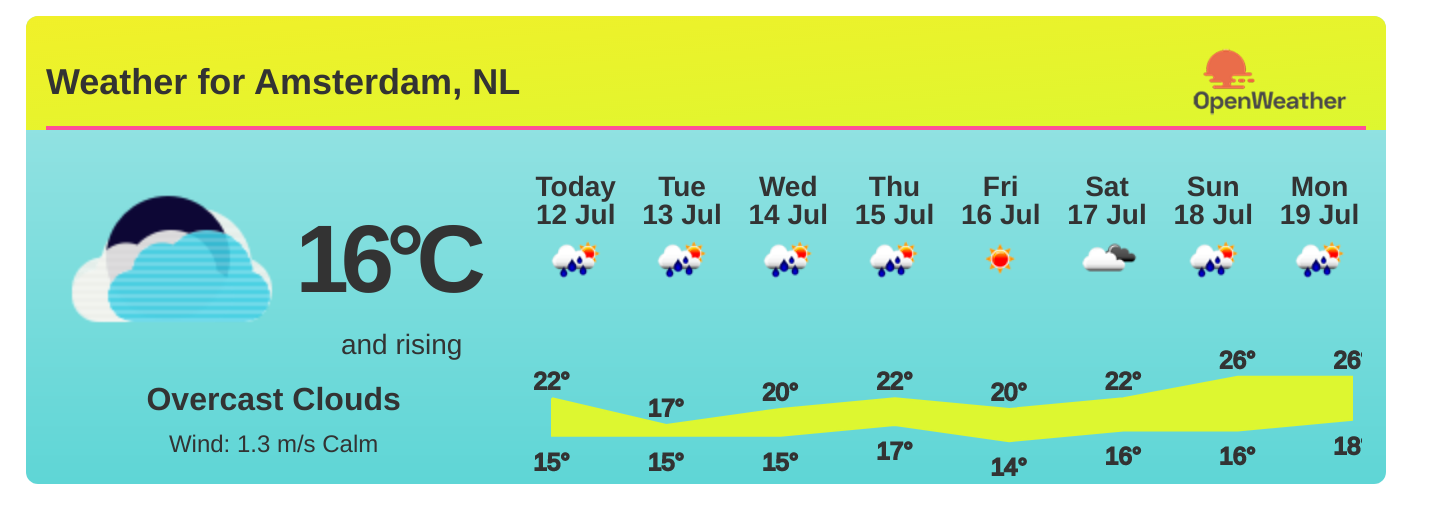 Weather for Amsterdam, NL
OpenWeather
16°C
and rising
Overcast Clouds
Wind: 1.3 m/s Calm
Today Tue Wed Thu Fri Sat Sun Mon
12 Jul 13 Jul 14 Jul 15 Jul 16 Jul 17 Jul 18 Jul 19 Jul
22° 17° 20° 22° 20° 22° 26° 26°
15° 15° 15° 17° 14° 16° 16° 18°